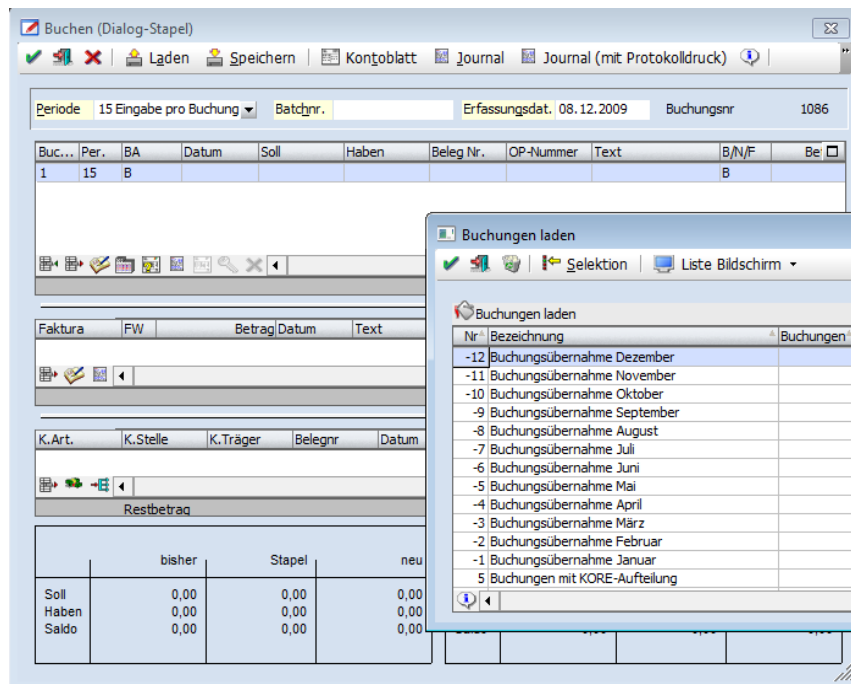 Buchen (Dialog-Stapel)
Laden Speichern Kontoblatt Journal Journal (mit Protokolldruck)
Periode 15 Eingabe pro Buchung Batchnr. Erfassungsdat. 08.12.2009 Buchungsnr 1086
Buc... Per. BA Datum Soll Haben Beleg Nr. OP-Nummer Text B/N/F Be
1 15 B B
Buchungen laden
Selektion Liste Bildschirm
Buchungen laden
Nr Bezeichnung Buchungen
-12 Buchungsübernahme Dezember
-11 Buchungsübernahme November
-10 Buchungsübernahme Oktober
-9 Buchungsübernahme September
-8 Buchungsübernahme August
-7 Buchungsübernahme Juli
-6 Buchungsübernahme Juni
-5 Buchungsübernahme Mai
-4 Buchungsübernahme April
-3 Buchungsübernahme März
-2 Buchungsübernahme Februar
-1 Buchungsübernahme Januar
5 Buchungen mit KORE-Aufteilung
Faktura FW Betrag Datum Text
K.Art. K.Stelle K.Träger Belegnr Datum
Restbetrag
bisher Stapel neu
Soll 0,00 0,00 0,00
Haben 0,00 0,00 0,00
Saldo 0,00 0,00 0,00